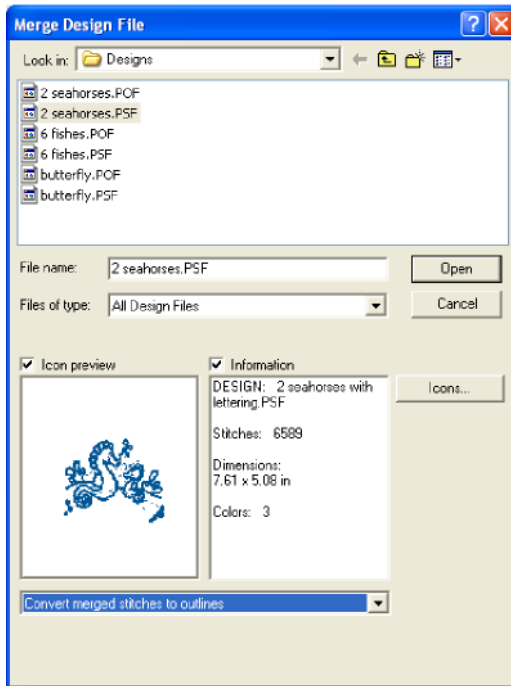 Merge Design File
Look in: Designs
2 seahorses.POF
2 seahorses.PSF
6 fishes.POF
6 fishes.PSF
butterfly.POF
butterfly.PSF
File name: 2 seahorses.PSF Open
Files of type: All Design Files Cancel
Icon preview Information
DESIGN: 2 seahorses with Icons...
lettering.PSF
Stitches: 6589
Dimensions:
7.61 x 5.08 in
Colors: 3
Convert merged stitches to outlines